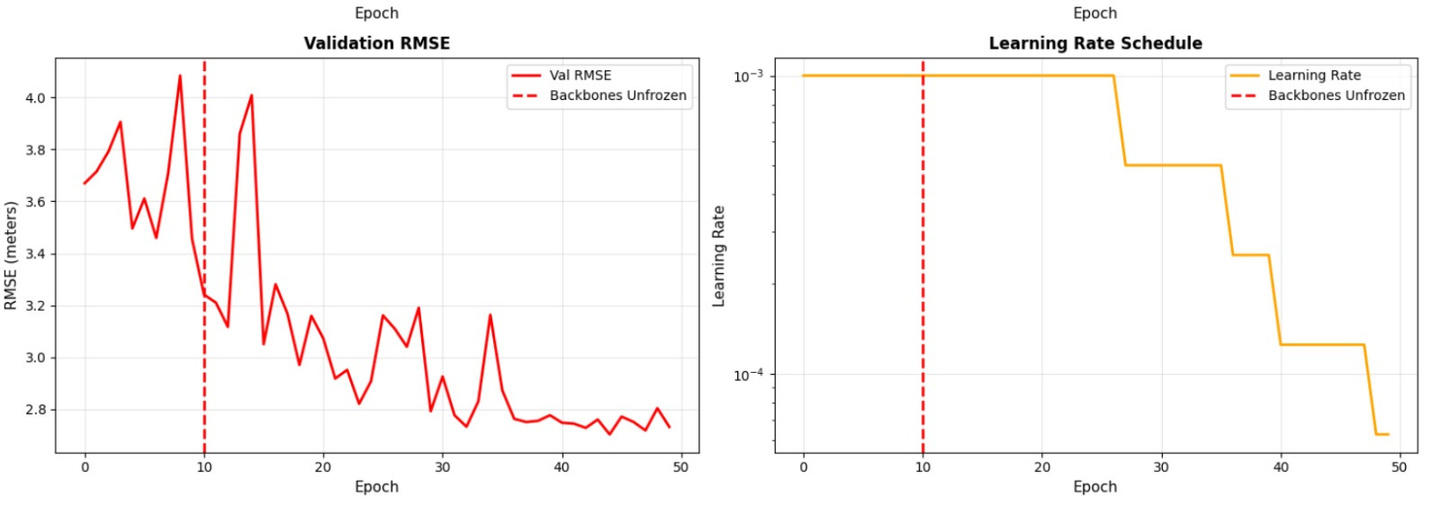 Epoch
Epoch
Validation RMSE
Learning Rate Schedule
Val RMSE
Backbones Unfrozen
Learning Rate
Backbones Unfrozen
RMSE (meters)
4.0
3.8
3.6
3.4
3.2
3.0
2.8
0 10 20 30 40 50
Epoch
Learning Rate
10⁻³
10⁻⁴
0 10 20 30 40 50
Epoch